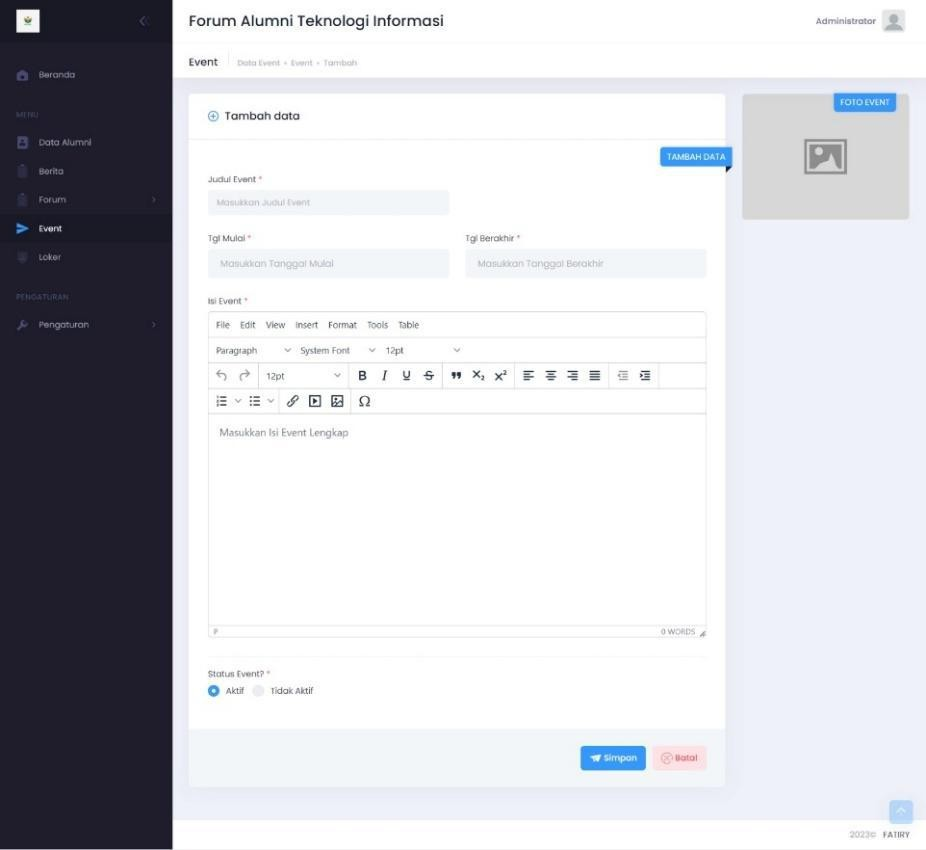 Forum Alumni Teknologi Informasi
Administrator
Beranda
MENU
Data Alumni
Berita
Forum
Event
Loker
PENGATURAN
Pengaturan
Event
Data Event • Event • Tambah
Tambah data
TAMBAH DATA
Judul Event *
Masukkan Judul Event
Tgl Mulai *
Tgl Berakhir *
Masukkan Tanggal Mulai
Masukkan Tanggal Berakhir
Isi Event *
File Edit View Insert Format Tools Table
Paragraph System Font 12pt
12pt B I U S X₂ X²
Ω
Masukkan Isi Event Lengkap
P
0 WORDS
Status Event? *
Aktif Tidak Aktif
Simpan
Batal
FOTO EVENT
2023© FATIRY